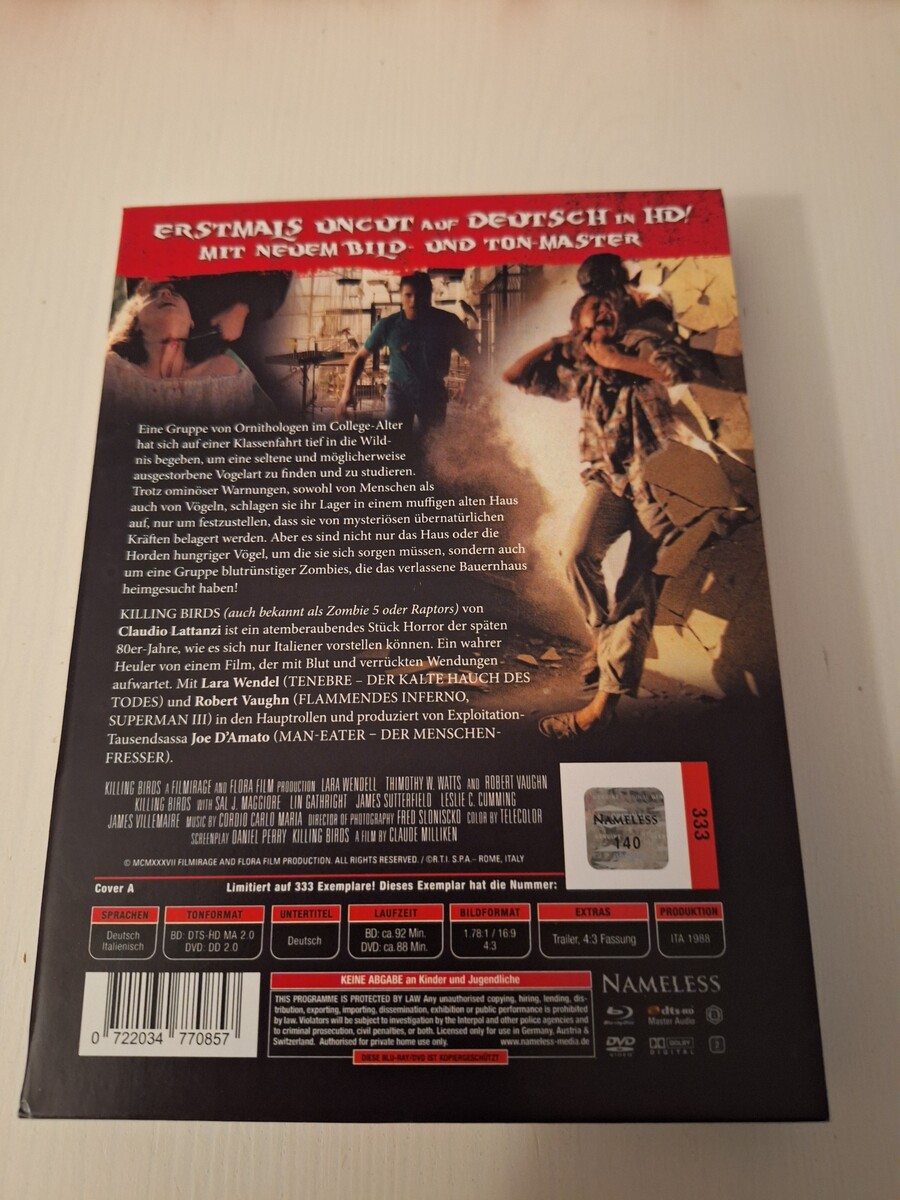 ERSTMALS UNCUT AUF DEUTSCH IN HD!
MIT NEUEM BILD- UND TON-MASTER
Eine Gruppe von Ornithologen im College-Alter
hat sich auf einer Klassenfahrt tief in die Wild-
nis begeben, um eine seltene und möglicherweise
ausgestorbene Vogelart zu finden und zu studieren.
Trotz ominöser Warnungen, sowohl von Menschen als
auch von Vögeln, schlagen sie ihr Lager in einem muffigen alten Haus
auf, nur um festzustellen, dass sie von mysteriösen übernatürlichen
Kräften belagert werden. Aber es sind nicht nur das Haus oder die
Horden hungriger Vögel, um die sie sich sorgen müssen, sondern auch
um eine Gruppe blutrünstiger Zombies, die das verlassene Bauernhaus
heimgesucht haben!
KILLING BIRDS (auch bekannt als Zombie 5 oder Raptors) von
Claudio Lattanzi ist ein atemberaubendes Stück Horror der späten
80er-Jahre, wie es sich nur Italiener vorstellen können. Ein wahrer
Heuler von einem Film, der mit Blut und verrückten Wendungen
aufwartet. Mit Lara Wendel (TENEBRE – DER KALTE HAUCH DES
TODES) und Robert Vaughn (FLAMMENDES INFERNO,
SUPERMAN III) in den Hauptrollen und produziert von Exploitation-
Tausendsassa Joe D'Amato (MAN-EATER – DER MENSCHEN-
FRESSER).
KILLING BIRDS A FILMIRAGE AND FLORA FILM PRODUCTION LARA WENDELL THIMOTHY W. WATTS AND ROBERT VAUGHN
KILLING BIRDS WITH SAL J. MAGGIORE LIN GATHRIGHT JAMES SUTTERFIELD LESLIE C. CUMMING
JAMES VILLEMAIRE MUSIC BY CORDIO CARLO MARIA DIRECTOR OF PHOTOGRAPHY FRED SLONISCKO COLOR BY TELECOLOR
SCREENPLAY DANIEL PERRY KILLING BIRDS A FILM BY CLAUDE MILLIKEN
© MCMXXXVII FILMIRAGE AND FLORA FILM PRODUCTION. ALL RIGHTS RESERVED. / ©R.T.I. S.P.A.– ROME, ITALY
NAMELESS
140
333
Cover A Limitiert auf 333 Exemplare! Dieses Exemplar hat die Nummer:
SPRACHEN TONFORMAT UNTERTITEL LAUFZEIT BILDFORMAT EXTRAS PRODUKTION
Deutsch BD: DTS-HD MA 2.0 Deutsch BD: ca.92 Min. 1.78:1 / 16:9 Trailer, 4:3 Fassung ITA 1988
Italienisch DVD: DD 2.0 DVD: ca.88 Min. 4:3
0 722034 770857
KEINE ABGABE an Kinder und Jugendliche
THIS PROGRAMME IS PROTECTED BY LAW Any unauthorised copying, hiring, lending, dis-
tribution, exporting, importing, dissemination, exhibition or public performance is prohibited
by law. Violators will be subject to investigation by the Interpol and other police agencies and
to criminal prosecution, civil penalties, or both. Licensed only for use in Germany, Austria &
Switzerland. Authorised for private home use only. www.nameless-media.de
DIESE BLU-RAY/DVD IST KOPIERGESCHÜTZT
NAMELESS
Blu-ray Disc dts HD
Master Audio
DVD VIDEO DOLBY DIGITAL 2